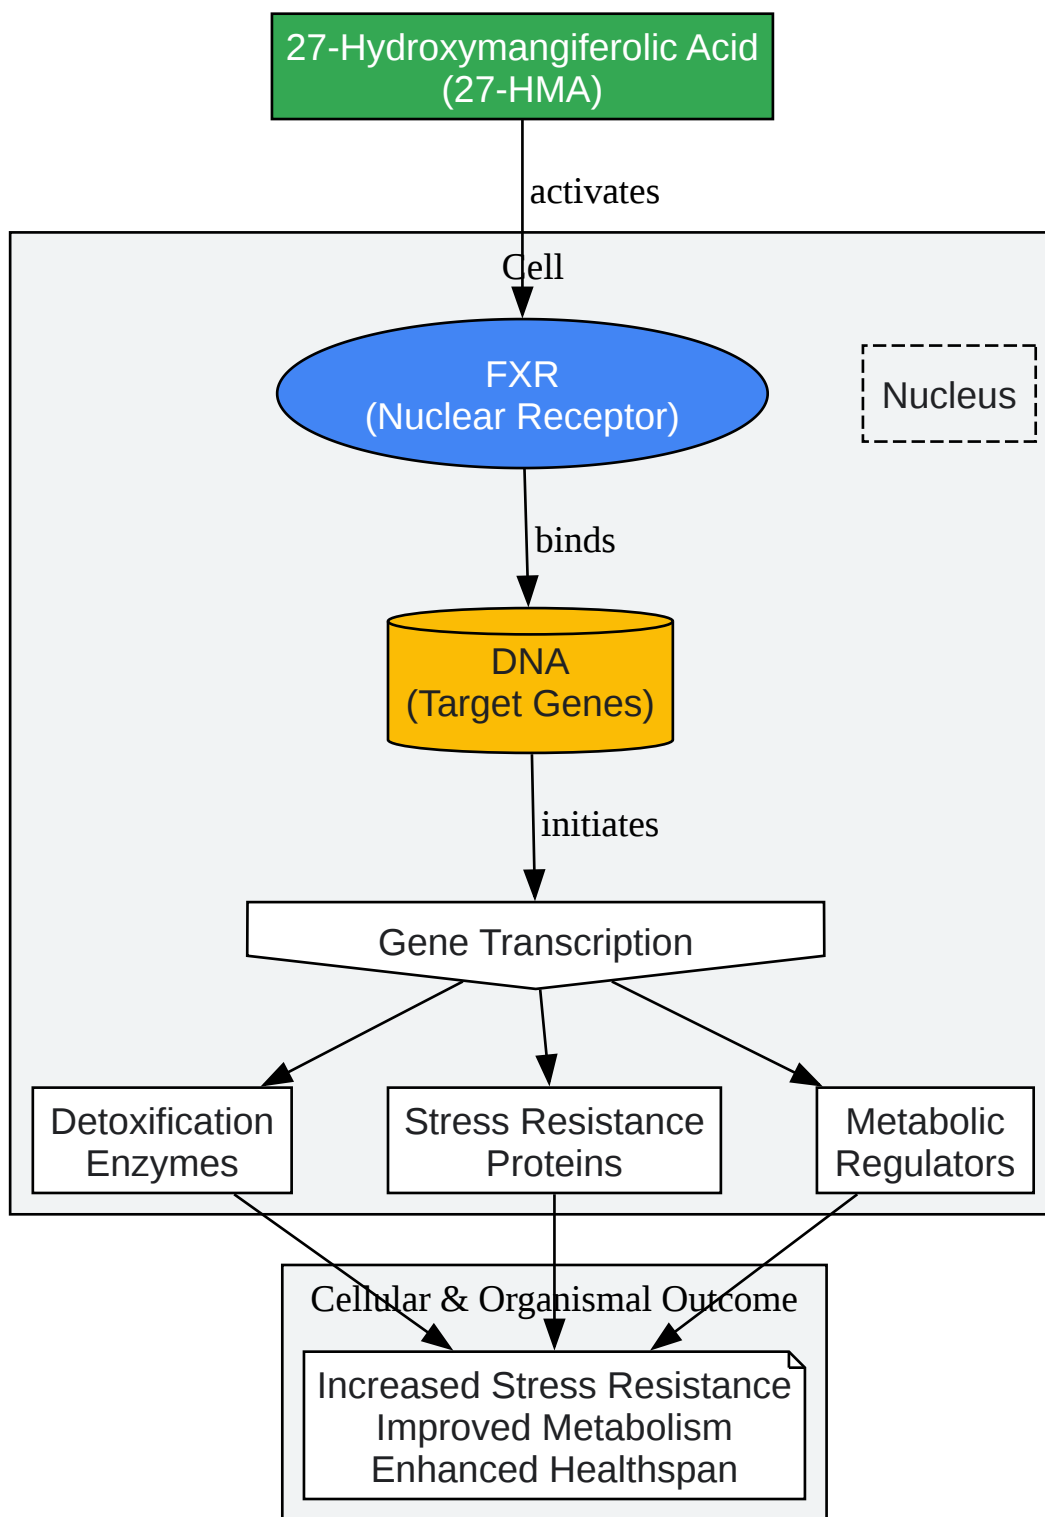 27-Hydroxymangiferolic Acid
(27-HMA)
activates
Cell
FXR
(Nuclear Receptor)
Nucleus
binds
DNA
(Target Genes)
initiates
Gene Transcription
Detoxification
Enzymes
Stress Resistance
Proteins
Metabolic
Regulators
Cellular & Organismal Outcome
Increased Stress Resistance
Improved Metabolism
Enhanced Healthspan